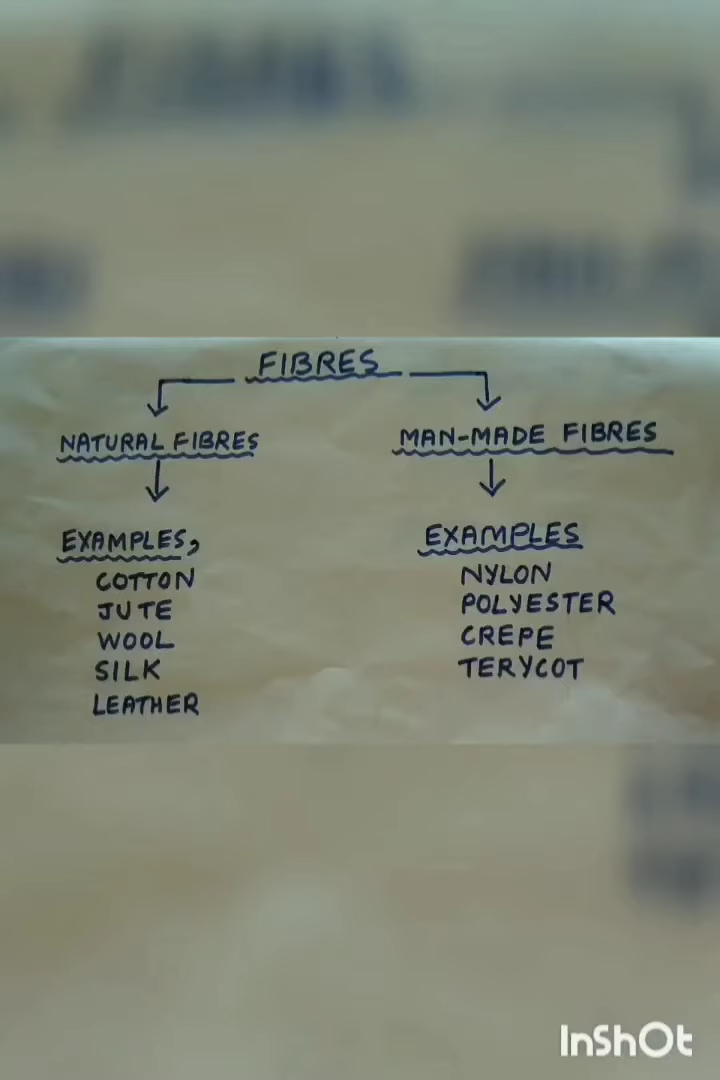 FIBRES
NATURAL FIBRES
EXAMPLES,
COTTON
JUTE
WOOL
SILK
LEATHER
MAN-MADE FIBRES
EXAMPLES
NYLON
POLYESTER
CREPE
TERYCOT
InShOt